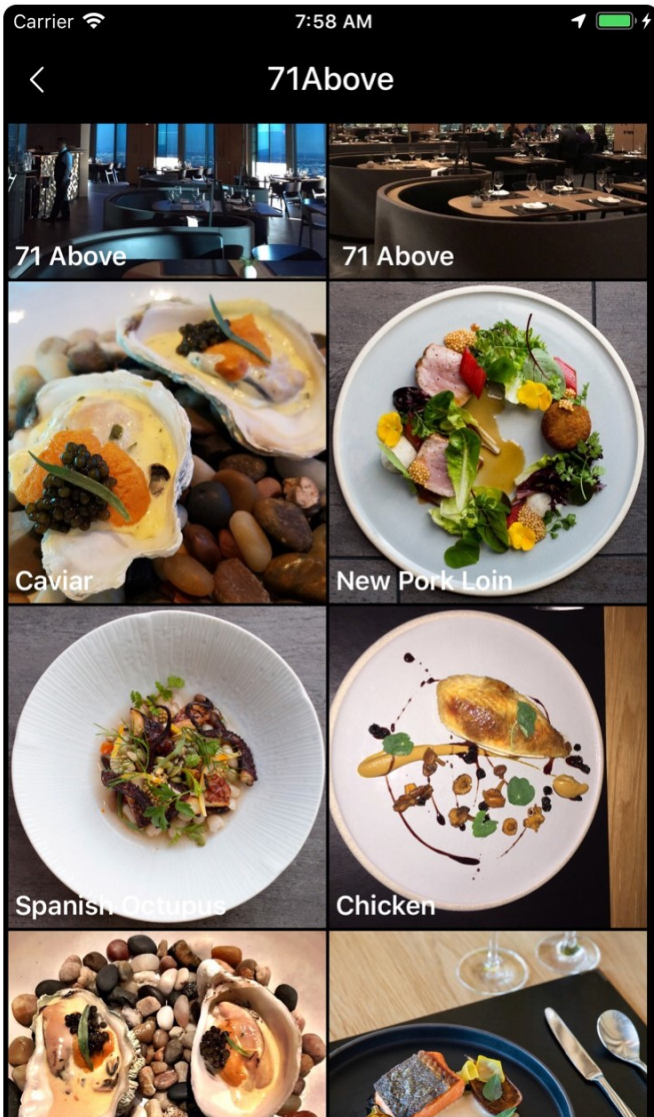 Carrier 7:58 AM
71Above
71 Above 71 Above
Caviar New Pork Loin
Spanish Octupus Chicken